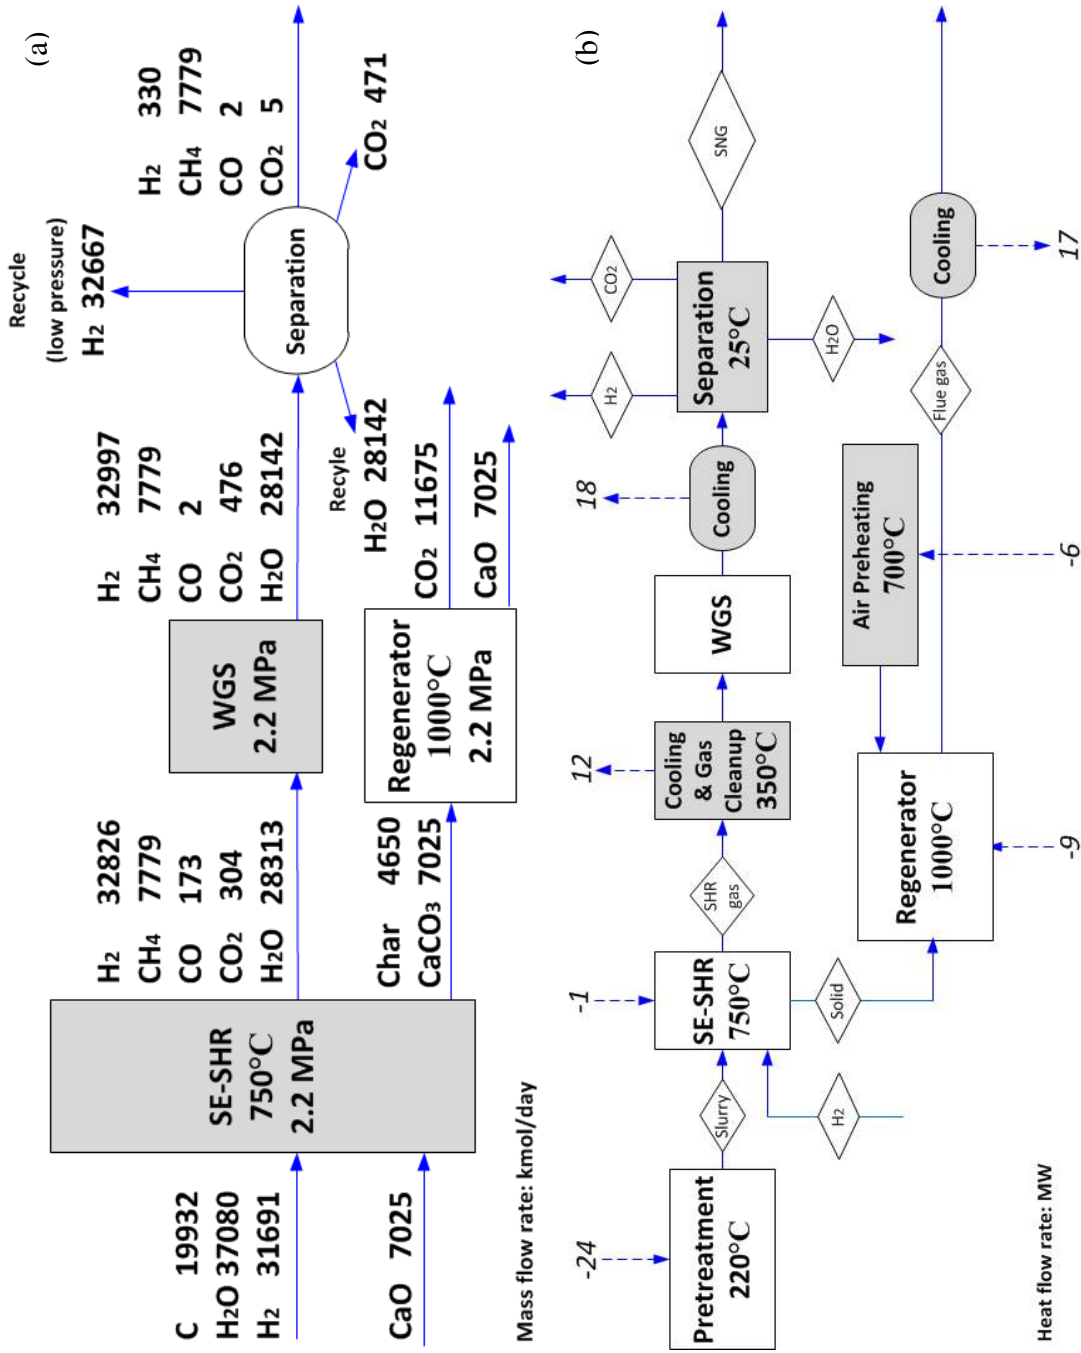 (a)
C 19932
H₂O 37080
H₂ 31691
CaO 7025
SE-SHR
750°C
2.2 MPa
H₂ 32826
CH₄ 7779
CO 173
CO₂ 304
H₂O 28313
Char 4650
CaCO₃ 7025
WGS
2.2 MPa
Regenerator
1000°C
2.2 MPa
H₂ 32997
CH₄ 7779
CO 2
CO₂ 476
H₂O 28142
CO₂ 11675
CaO 7025
Recycle
(low pressure)
H₂ 32667
Separation
Recyle
H₂O 28142
H₂ 330
CH₄ 7779
CO 2
CO₂ 5
CO₂ 471
Mass flow rate: kmol/day
(b)
-24
Pretreatment
220°C
Slurry
H₂
-1
SE-SHR
750°C
Solid
SHR
gas
12
Cooling
& Gas
Cleanup
350°C
WGS
18
Cooling
H₂
CO₂
Separation
25°C
H₂O
SNG
Regenerator
1000°C
-9
Air Preheating
700°C
-6
Flue gas
Cooling
17
Heat flow rate: MW